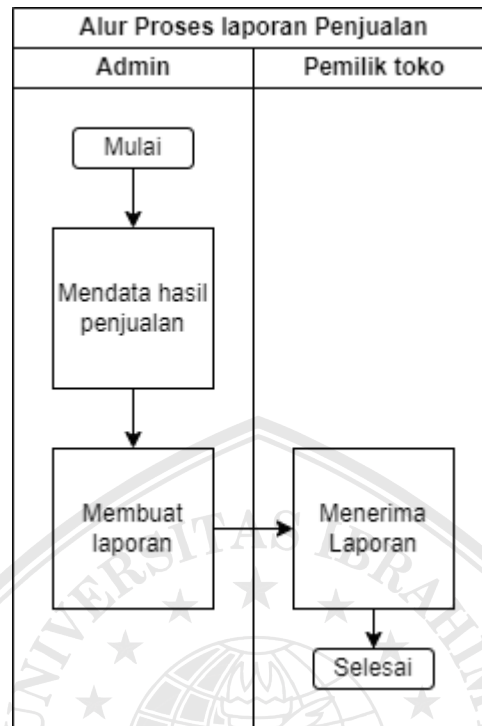 Alur Proses laporan Penjualan
Admin
Pemilik toko
Mulai
Mendata hasil
penjualan
Membuat
laporan
Menerima
Laporan
Selesai